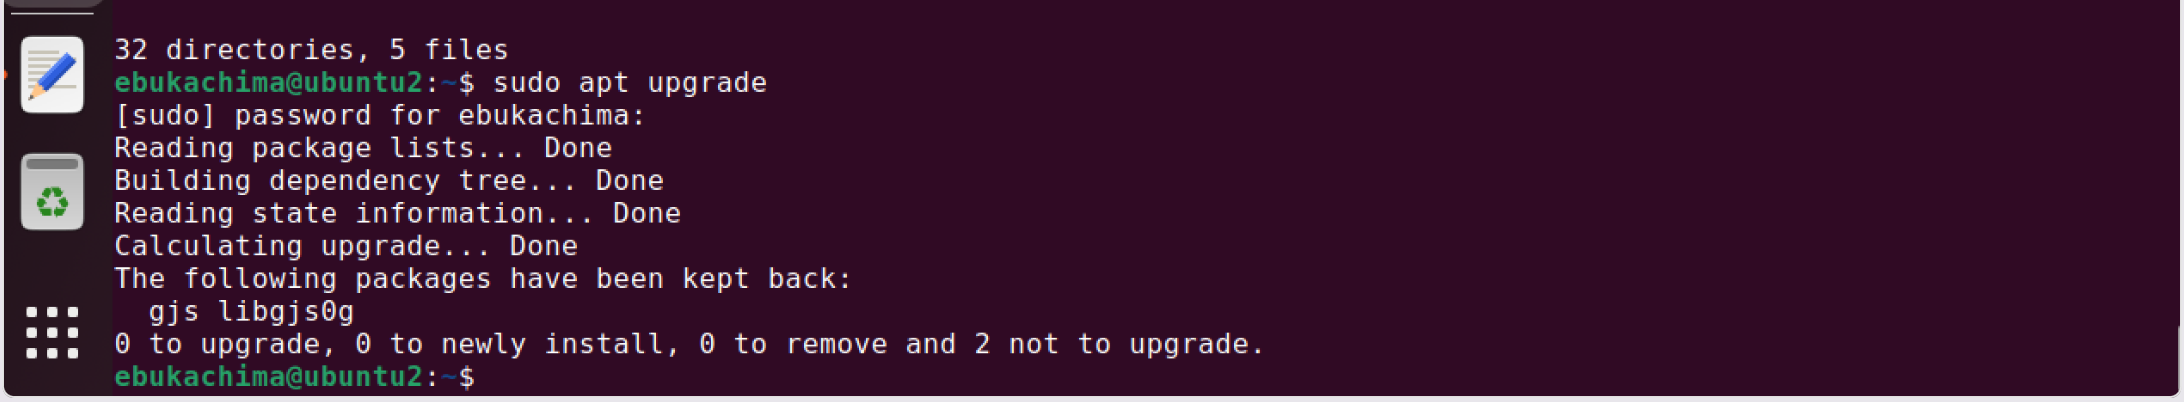 32 directories, 5 files
ebukachima@ubuntu2:~$ sudo apt upgrade
[sudo] password for ebukachima:
Reading package lists... Done
Building dependency tree... Done
Reading state information... Done
Calculating upgrade... Done
The following packages have been kept back:
  gjs libgjs0g
0 to upgrade, 0 to newly install, 0 to remove and 2 not to upgrade.
ebukachima@ubuntu2:~$